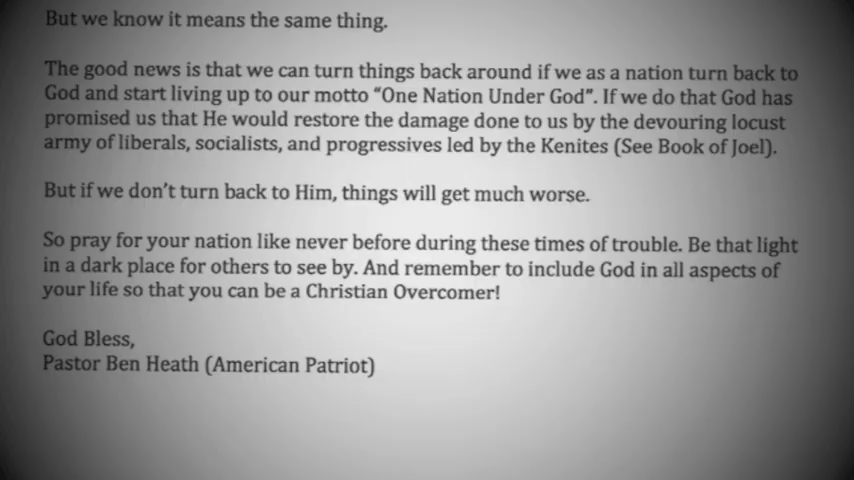 But we know it means the same thing.
The good news is that we can turn things back around if we as a nation turn back to
God and start living up to our motto “One Nation Under God”. If we do that God has
promised us that He would restore the damage done to us by the devouring locust
army of liberals, socialists, and progressives led by the Kenites (See Book of Joel).
But if we don’t turn back to Him, things will get much worse.
So pray for your nation like never before during these times of trouble. Be that light
in a dark place for others to see by. And remember to include God in all aspects of
your life so that you can be a Christian Overcomer!
God Bless,
Pastor Ben Heath (American Patriot)